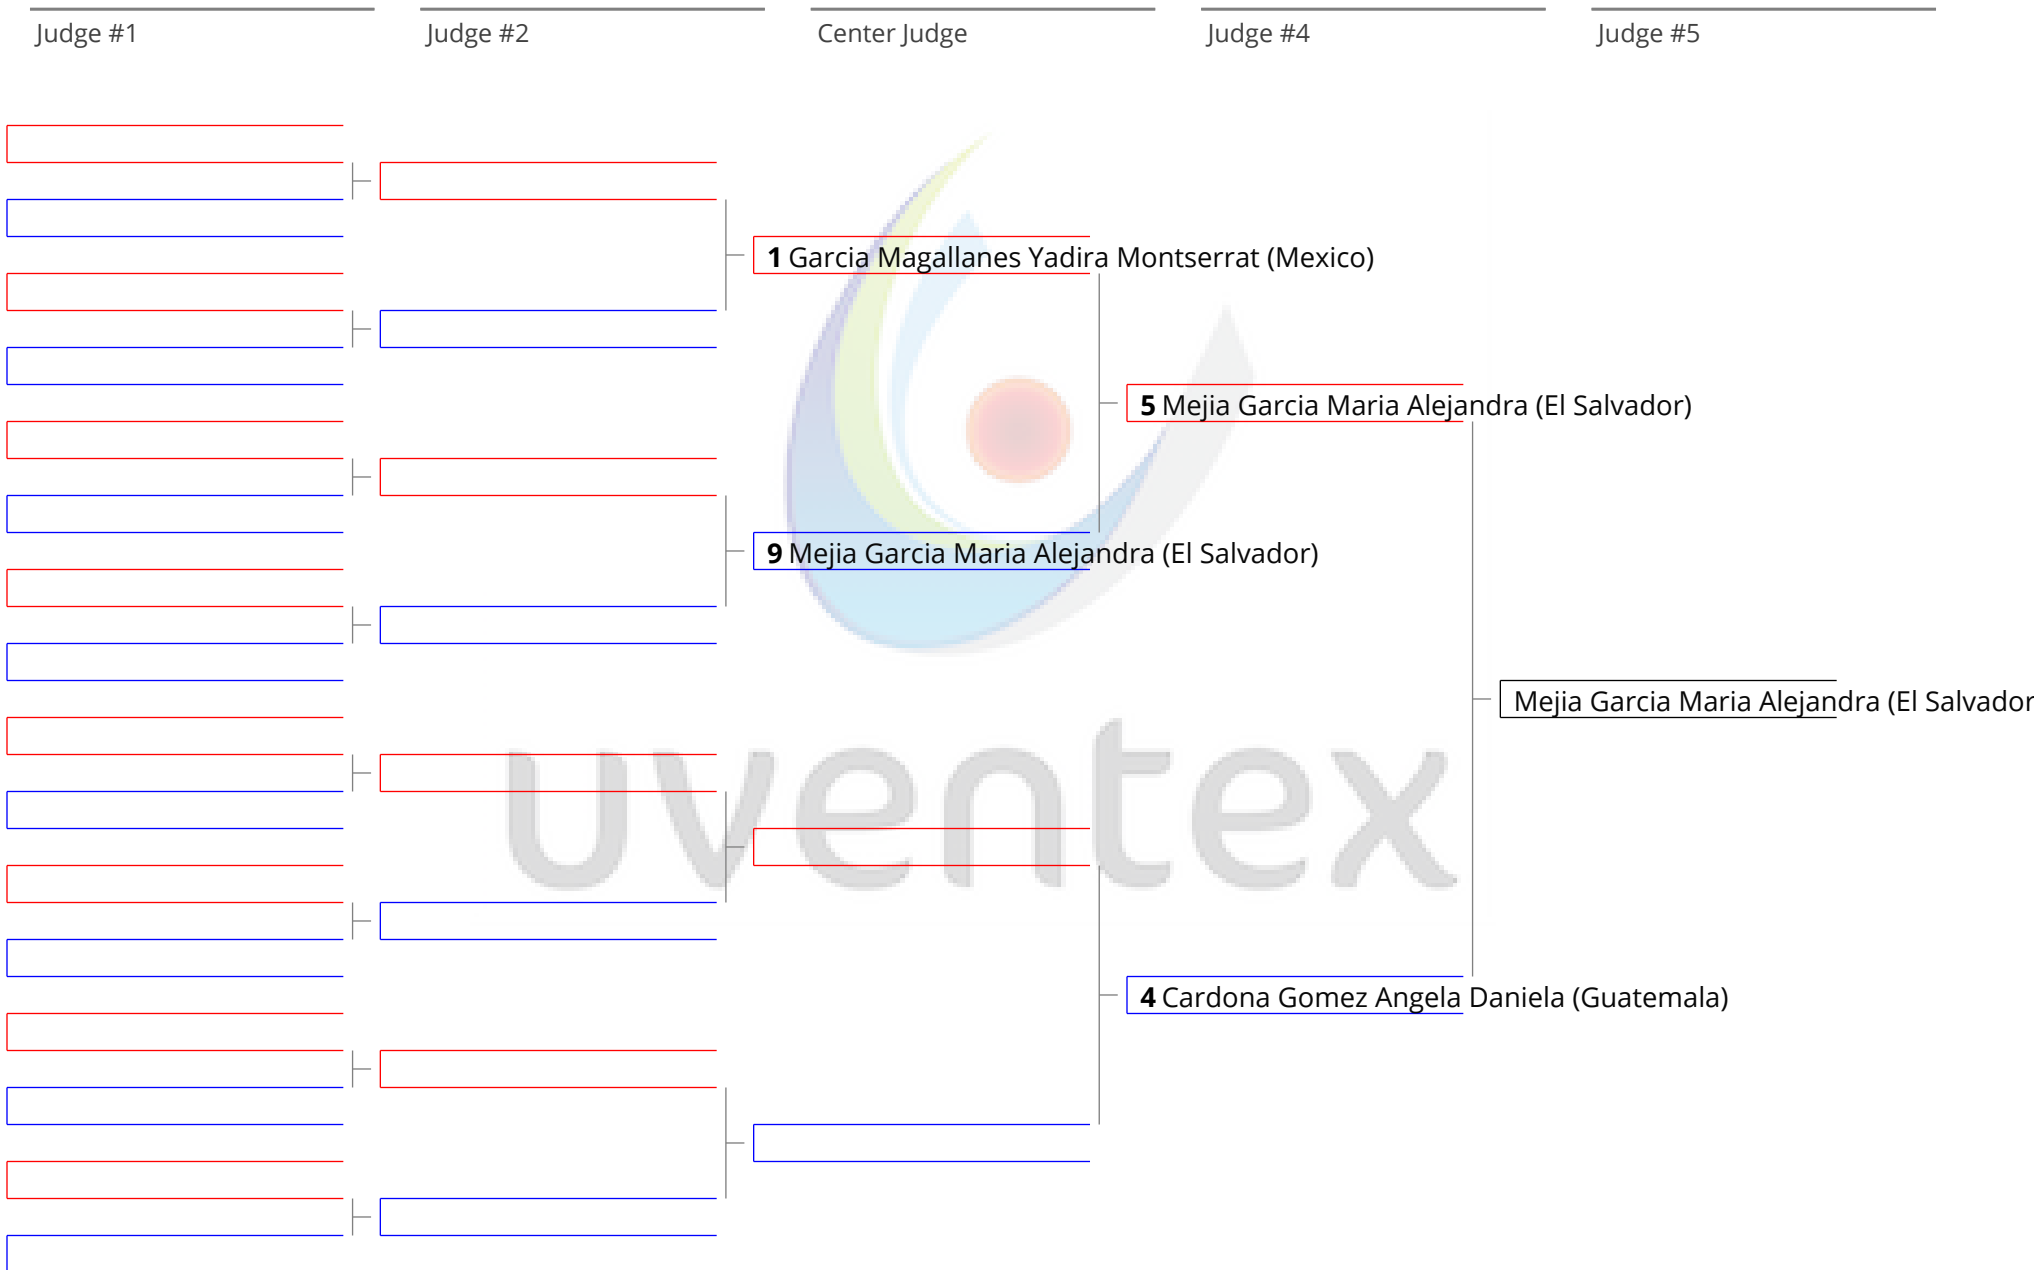 Judge #1
Judge #2
Center Judge
Judge #4
Judge #5
1 Garcia Magallanes Yadira Montserrat (Mexico)
5 Mejia Garcia Maria Alejandra (El Salvador)
9 Mejia Garcia Maria Alejandra (El Salvador)
Mejia Garcia Maria Alejandra (El Salvador
uventex
4 Cardona Gomez Angela Daniela (Guatemala)